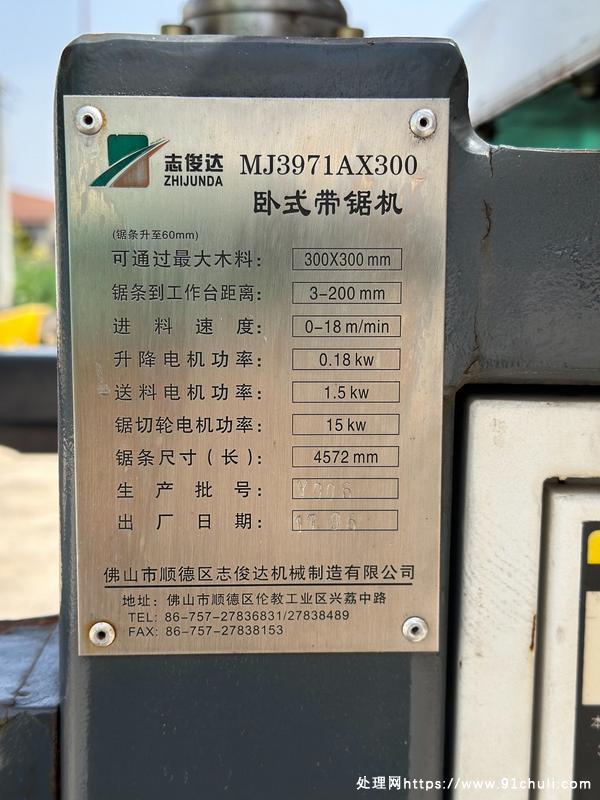 志俊达 MJ3971AX300
ZHIJUNDA
卧式带锯机
(锯条升至60mm)
可通过最大木料： 300X300 mm
锯条到工作台距离： 3-200 mm
进料速度： 0-18 m/min
升降电机功率： 0.18 kw
送料电机功率： 1.5 kw
锯切轮电机功率： 15 kw
锯条尺寸（长）： 4572 mm
生产批号：
出厂日期：
佛山市顺德区志俊达机械制造有限公司
地址：佛山市顺德区伦教工业区兴荔中路
TEL: 86-757-27836831/27838489
FAX: 86-757-27838153
处理网https://www.91chuli.com/